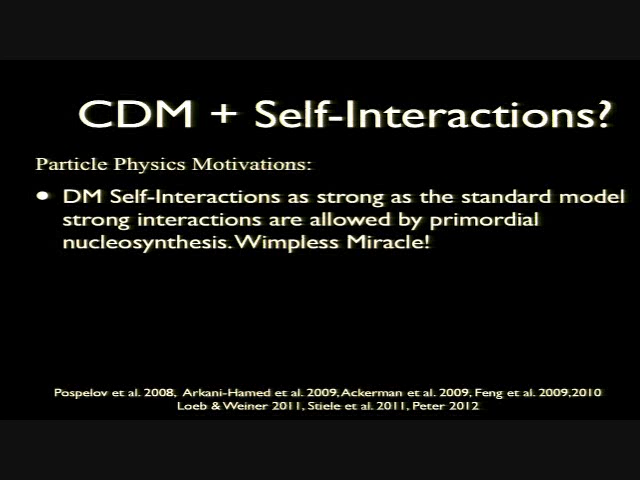 CDM + Self-Interactions?
Particle Physics Motivations:
• DM Self-Interactions as strong as the standard model
strong interactions are allowed by primordial
nucleosynthesis. Wimpless Miracle!
Pospelov et al. 2008, Arkani-Hamed et al. 2009, Ackerman et al. 2009, Feng et al. 2009,2010
Loeb & Weiner 2011, Stiele et al. 2011, Peter 2012